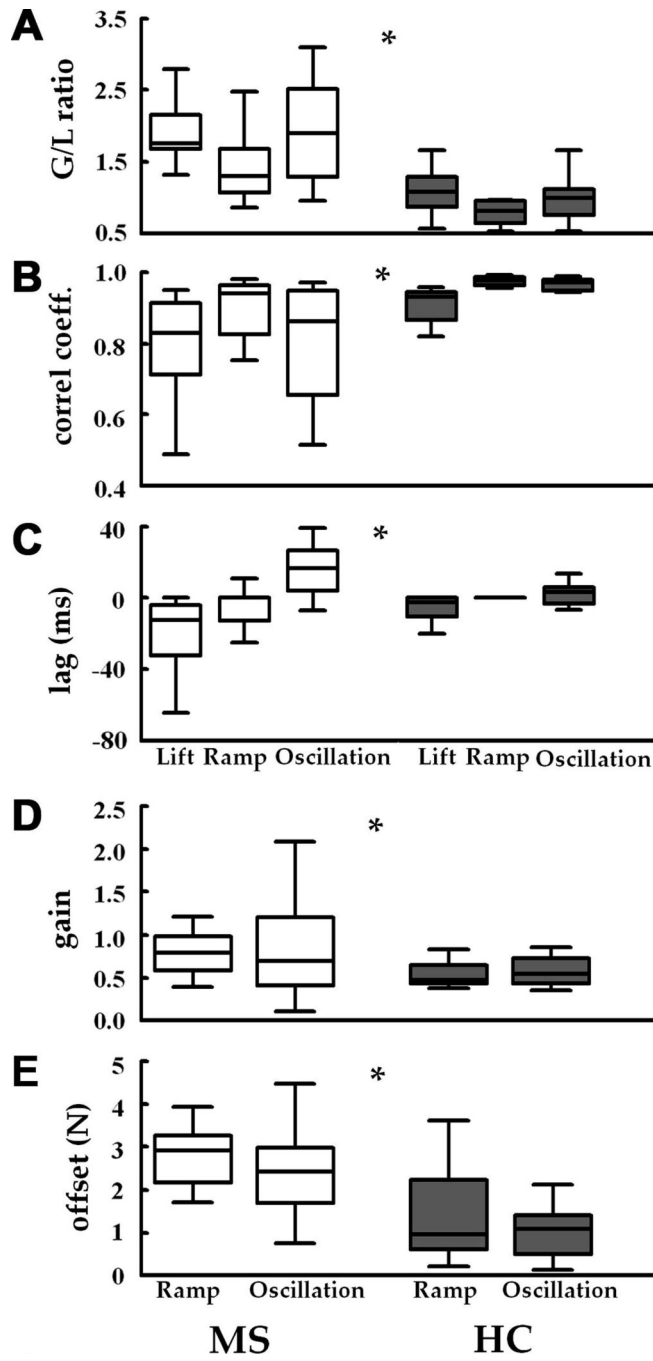 A
G/L ratio
3.5
2.5
1.5
0.5
*
B
correl coeff.
1.0
0.8
0.6
0.4
*
C
lag (ms)
40
0
-40
-80
*
Lift Ramp Oscillation Lift Ramp Oscillation
D
gain
2.5
2.0
1.5
1.0
0.5
0.0
*
E
offset (N)
5
4
3
2
1
0
*
Ramp Oscillation Ramp Oscillation
MS HC